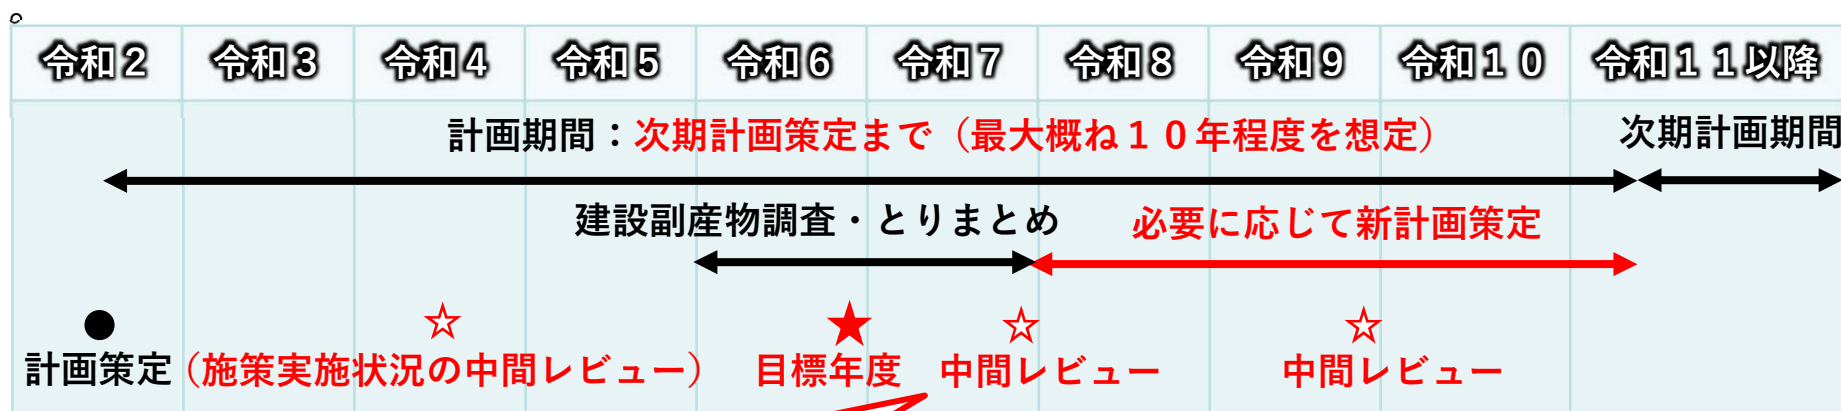 。
令和２ 令和３ 令和４ 令和５ 令和６ 令和７ 令和８ 令和９ 令和１０ 令和１１以降
計画期間：次期計画策定まで（最大概ね１０年程度を想定） 次期計画期間
建設副産物調査・とりまとめ 必要に応じて新計画策定
● ☆ ★ ☆ ☆
計画策定 （施策実施状況の中間レビュー） 目標年度 中間レビュー 中間レビュー